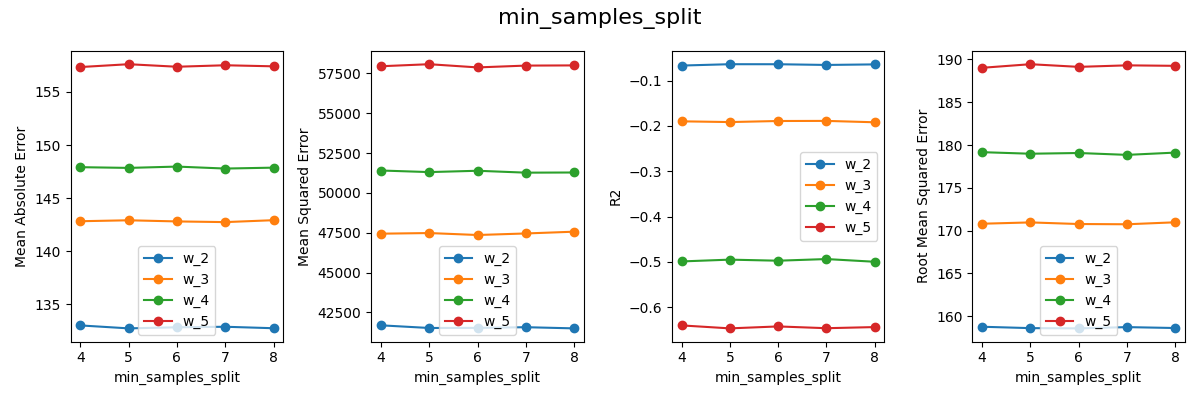 min_samples_split
Mean Absolute Error
155
150
145
140
135
4 5 6 7 8
min_samples_split
w_2
w_3
w_4
w_5
Mean Squared Error
57500
55000
52500
50000
47500
45000
42500
4 5 6 7 8
min_samples_split
w_2
w_3
w_4
w_5
R2
−0.1
−0.2
−0.3
−0.4
−0.5
−0.6
4 5 6 7 8
min_samples_split
w_2
w_3
w_4
w_5
Root Mean Squared Error
190
185
180
175
170
165
160
4 5 6 7 8
min_samples_split
w_2
w_3
w_4
w_5